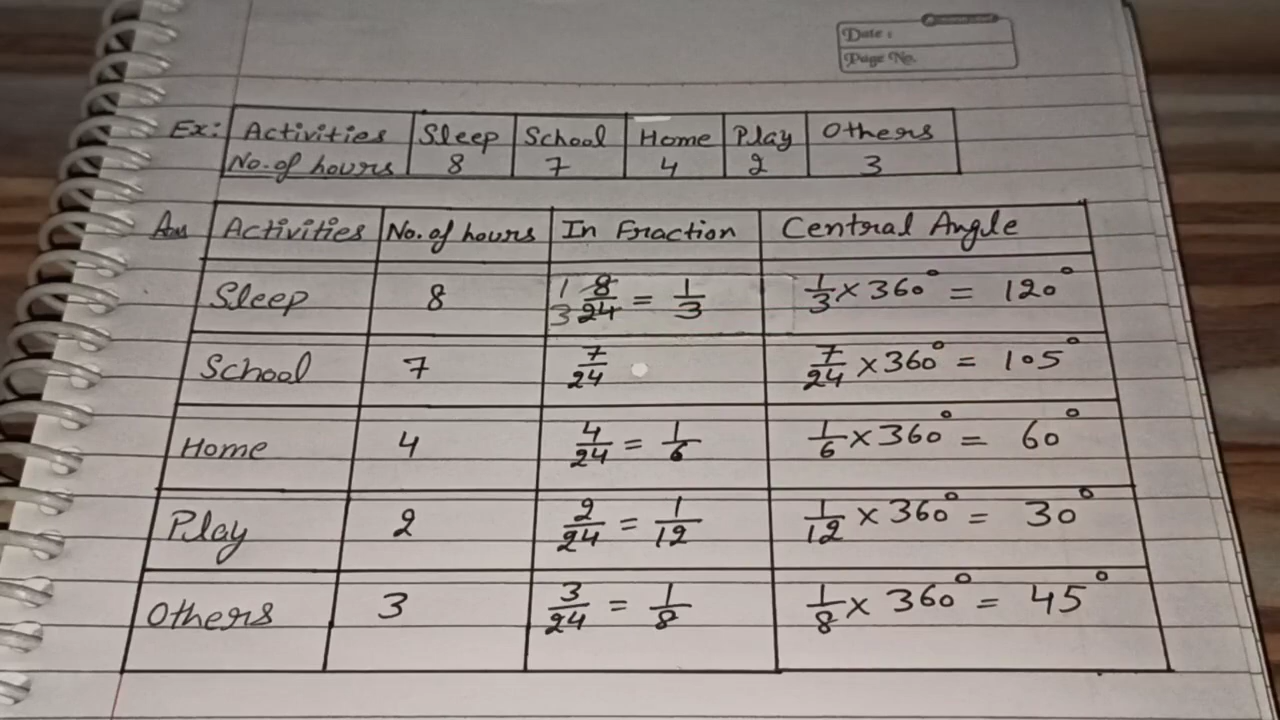 Date :
Page No.
Ex: Activities Sleep School Home Play Others
No. of hours 8 7 4 2 3
Ans Activities No. of hours In Fraction Central Angle
Sleep 8 1 8/3 24 = 1/3 1/3 × 360° = 120°
School 7 7/24 7/24 × 360° = 105°
Home 4 4/24 = 1/6 1/6 × 360° = 60°
Play 2 2/24 = 1/12 1/12 × 360° = 30°
Others 3 3/24 = 1/8 1/8 × 360° = 45°